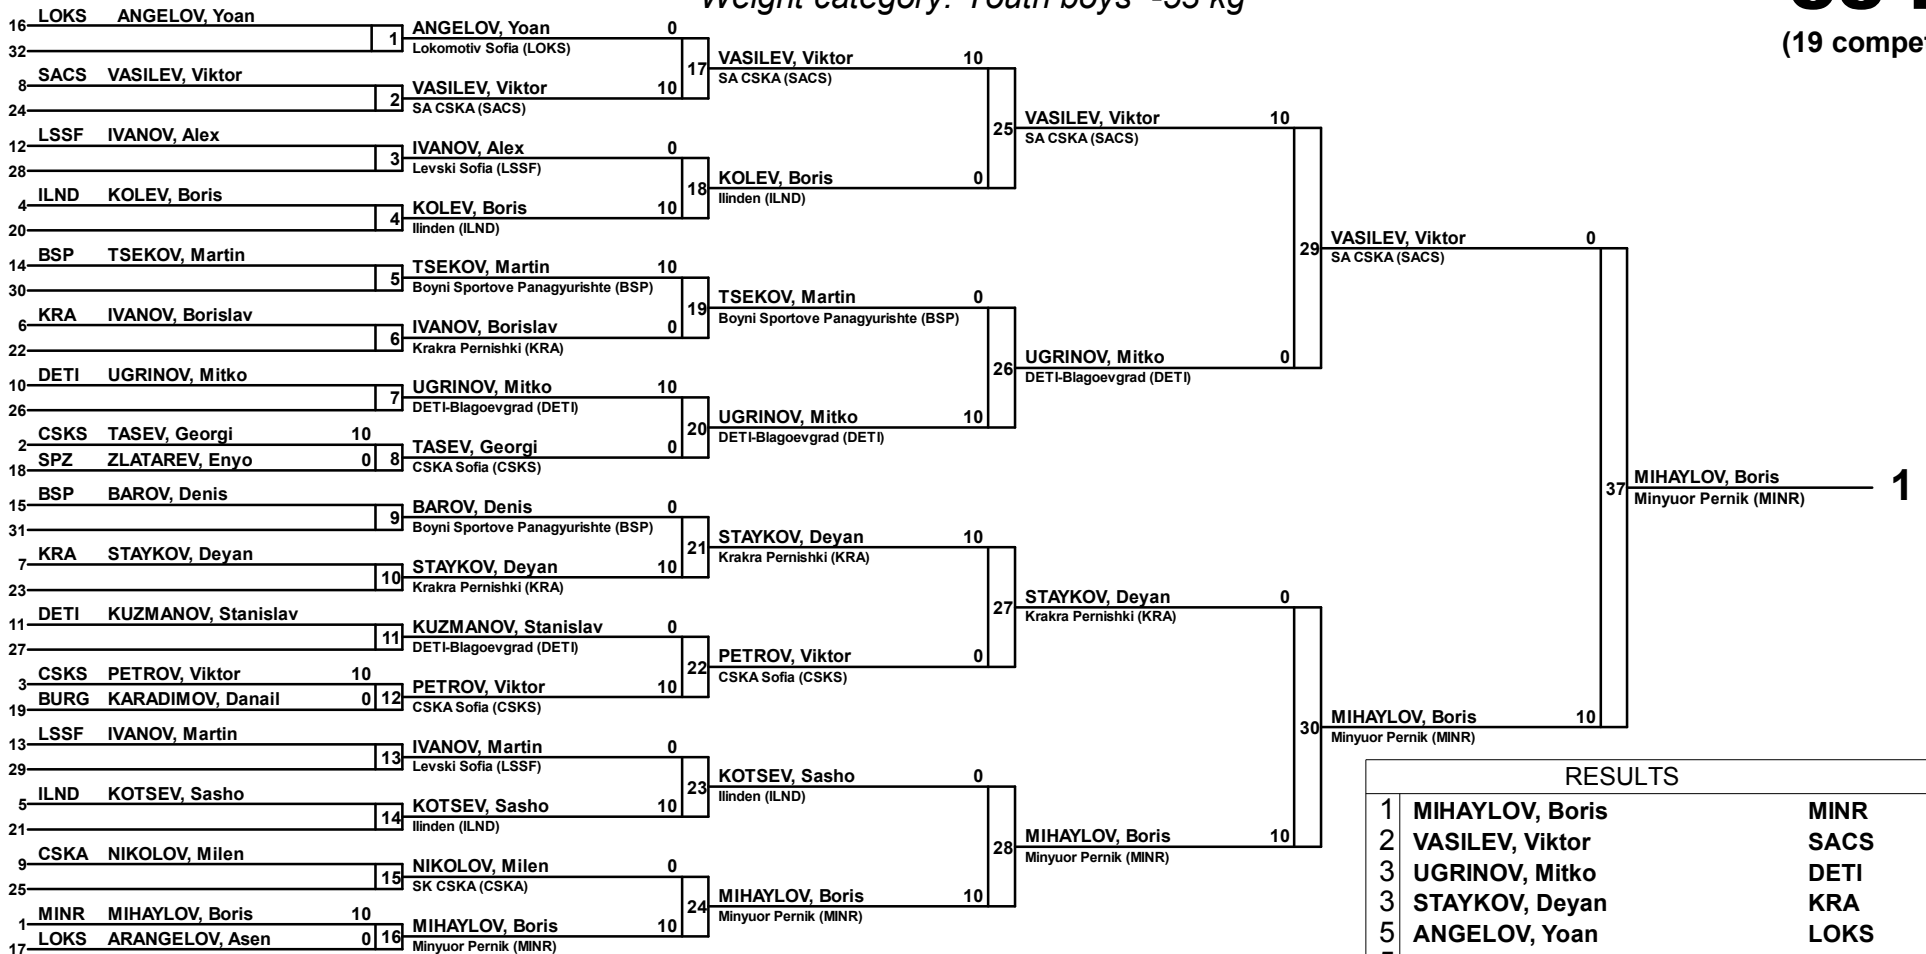 Weight category: Youth boys -55 kg
(19 compet
16 LOKS ANGELOV, Yoan
32
1 ANGELOV, Yoan 0
Lokomotiv Sofia (LOKS)
8 SACS VASILEV, Viktor
24
2 VASILEV, Viktor 10
SA CSKA (SACS)
12 LSSF IVANOV, Alex
28
3 IVANOV, Alex 0
Levski Sofia (LSSF)
4 ILND KOLEV, Boris
20
4 KOLEV, Boris 10
Ilinden (ILND)
14 BSP TSEKOV, Martin
30
5 TSEKOV, Martin 10
Boyni Sportove Panagyurishte (BSP)
6 KRA IVANOV, Borislav
22
6 IVANOV, Borislav 0
Krakra Pernishki (KRA)
10 DETI UGRINOV, Mitko
26
7 UGRINOV, Mitko 10
DETI-Blagoevgrad (DETI)
2 CSKS TASEV, Georgi 10
18 SPZ ZLATAREV, Enyo 0
8 TASEV, Georgi 0
CSKA Sofia (CSKS)
15 BSP BAROV, Denis
31
9 BAROV, Denis 0
Boyni Sportove Panagyurishte (BSP)
7 KRA STAYKOV, Deyan
23
10 STAYKOV, Deyan 10
Krakra Pernishki (KRA)
11 DETI KUZMANOV, Stanislav
27
11 KUZMANOV, Stanislav 0
DETI-Blagoevgrad (DETI)
3 CSKS PETROV, Viktor 10
19 BURG KARADIMOV, Danail 0
12 PETROV, Viktor 10
CSKA Sofia (CSKS)
13 LSSF IVANOV, Martin
29
13 IVANOV, Martin 0
Levski Sofia (LSSF)
5 ILND KOTSEV, Sasho
21
14 KOTSEV, Sasho 10
Ilinden (ILND)
9 CSKA NIKOLOV, Milen
25
15 NIKOLOV, Milen 0
SK CSKA (CSKA)
1 MINR MIHAYLOV, Boris 10
17 LOKS ARANGELOV, Asen 0
16 MIHAYLOV, Boris 10
Minyuor Pernik (MINR)
17 VASILEV, Viktor 10
SA CSKA (SACS)
18 KOLEV, Boris 0
Ilinden (ILND)
19 TSEKOV, Martin 0
Boyni Sportove Panagyurishte (BSP)
20 UGRINOV, Mitko 10
DETI-Blagoevgrad (DETI)
21 STAYKOV, Deyan 10
Krakra Pernishki (KRA)
22 PETROV, Viktor 0
CSKA Sofia (CSKS)
23 KOTSEV, Sasho 0
Ilinden (ILND)
24 MIHAYLOV, Boris 10
Minyuor Pernik (MINR)
25 VASILEV, Viktor 10
SA CSKA (SACS)
26 UGRINOV, Mitko 0
DETI-Blagoevgrad (DETI)
27 STAYKOV, Deyan 0
Krakra Pernishki (KRA)
28 MIHAYLOV, Boris 10
Minyuor Pernik (MINR)
29 VASILEV, Viktor 0
SA CSKA (SACS)
30 MIHAYLOV, Boris 10
Minyuor Pernik (MINR)
37 MIHAYLOV, Boris 1
Minyuor Pernik (MINR)
RESULTS
1 MIHAYLOV, Boris MINR
2 VASILEV, Viktor SACS
3 UGRINOV, Mitko DETI
3 STAYKOV, Deyan KRA
5 ANGELOV, Yoan LOKS